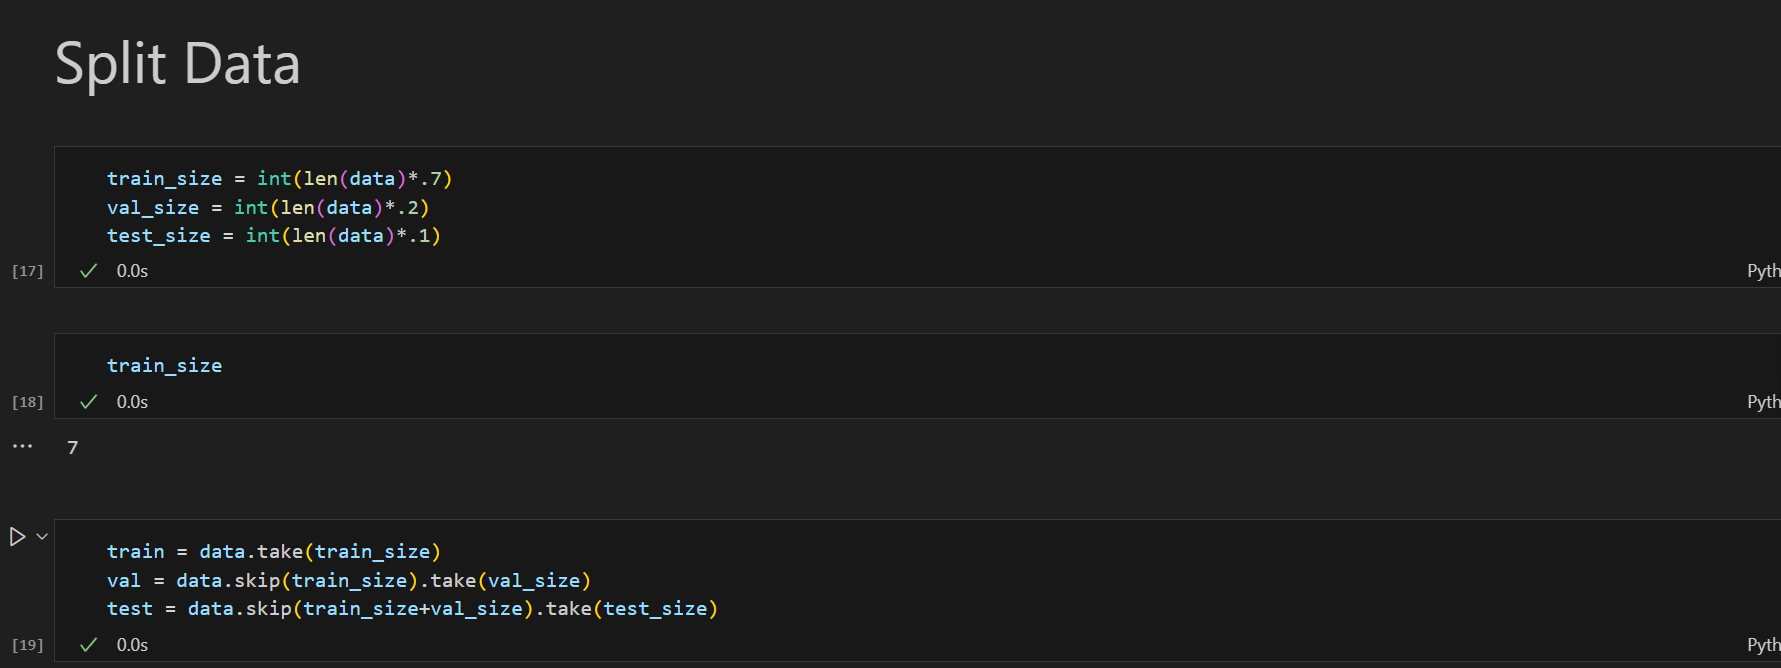 Split Data
train_size = int(len(data)*.7)
val_size = int(len(data)*.2)
test_size = int(len(data)*.1)
[17]
0.0s
Pyth
train_size
[18]
0.0s
Pyth
7
train = data.take(train_size)
val = data.skip(train_size).take(val_size)
test = data.skip(train_size+val_size).take(test_size)
[19]
0.0s
Pyth